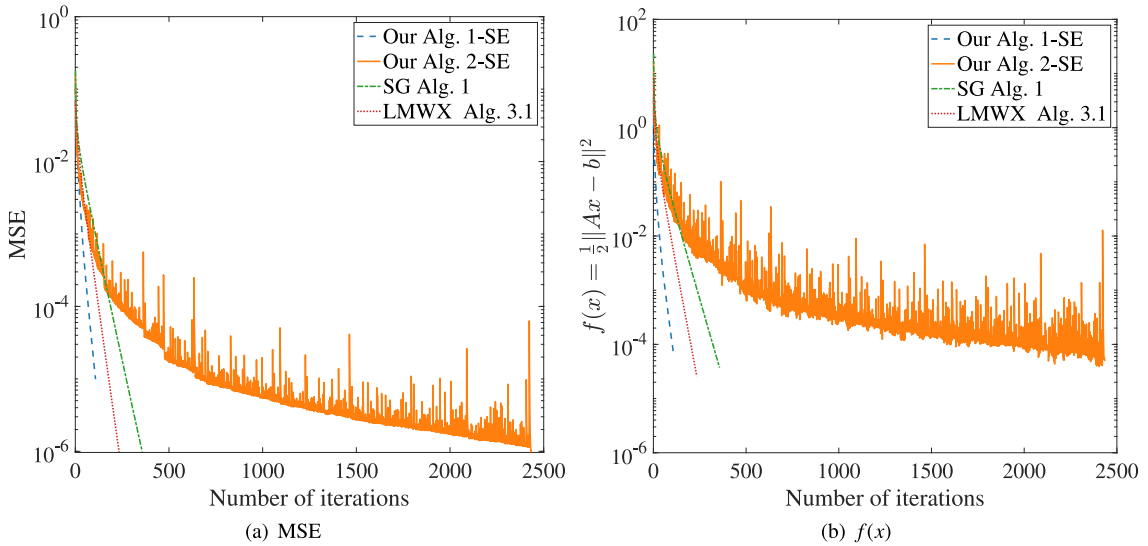 10^0
10^-2
10^-4
10^-6
MSE
0 500 1000 1500 2000 2500
Number of iterations
Our Alg. 1-SE
Our Alg. 2-SE
SG Alg. 1
LMWX Alg. 3.1
(a) MSE
10^2
10^0
10^-2
10^-4
10^-6
f(x) = 1/2||Ax − b||^2
0 500 1000 1500 2000 2500
Number of iterations
Our Alg. 1-SE
Our Alg. 2-SE
SG Alg. 1
LMWX Alg. 3.1
(b) f(x)